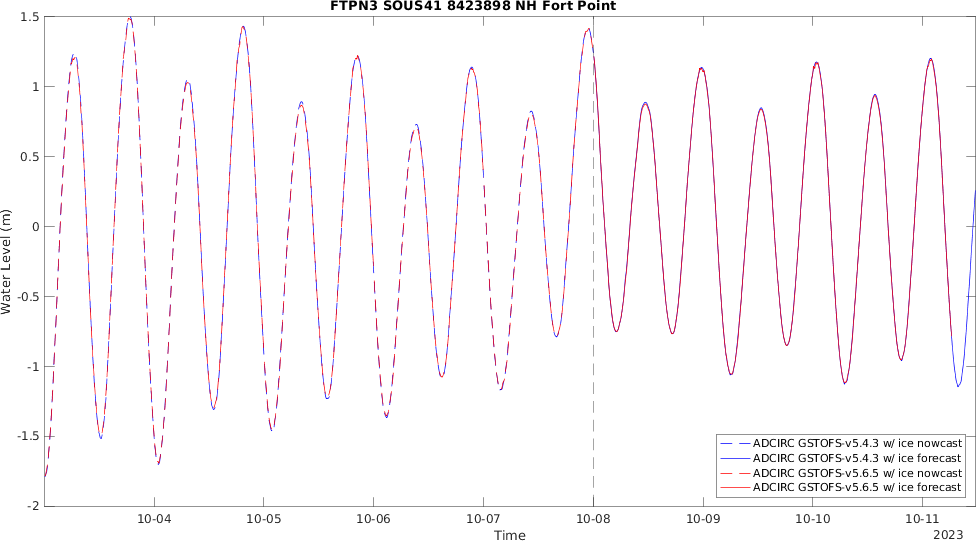 FTPN3 SOUS41 8423898 NH Fort Point
1.5
1
0.5
0
-0.5
-1
-1.5
-2
Water Level (m)
10-04 10-05 10-06 10-07 10-08 10-09 10-10 10-11
Time
2023
ADCIRC GSTOFS-v5.4.3 w/ ice nowcast
ADCIRC GSTOFS-v5.4.3 w/ ice forecast
ADCIRC GSTOFS-v5.6.5 w/ ice nowcast
ADCIRC GSTOFS-v5.6.5 w/ ice forecast